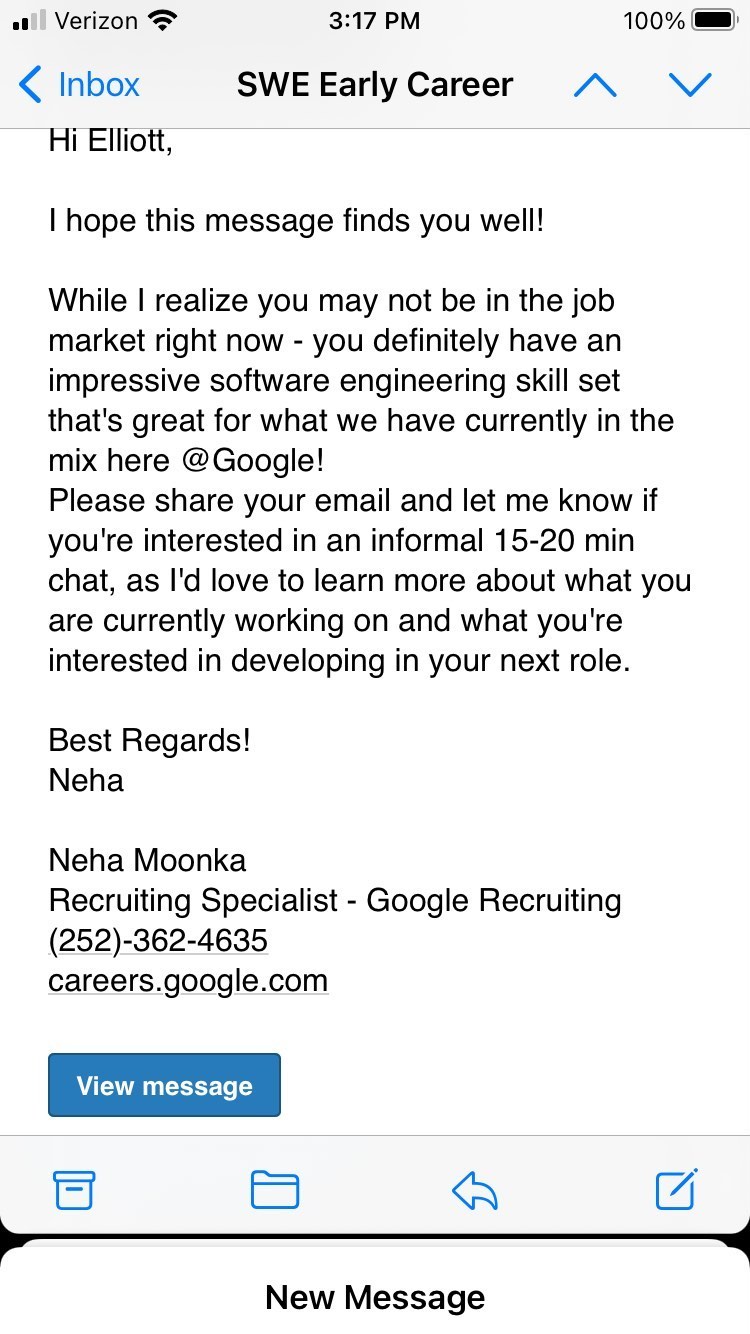 Verizon 3:17 PM 100%
Inbox SWE Early Career
Hi Elliott,
I hope this message finds you well!
While I realize you may not be in the job
market right now - you definitely have an
impressive software engineering skill set
that's great for what we have currently in the
mix here @Google!
Please share your email and let me know if
you're interested in an informal 15-20 min
chat, as I'd love to learn more about what you
are currently working on and what you're
interested in developing in your next role.
Best Regards!
Neha
Neha Moonka
Recruiting Specialist - Google Recruiting
(252)-362-4635
careers.google.com
View message
New Message